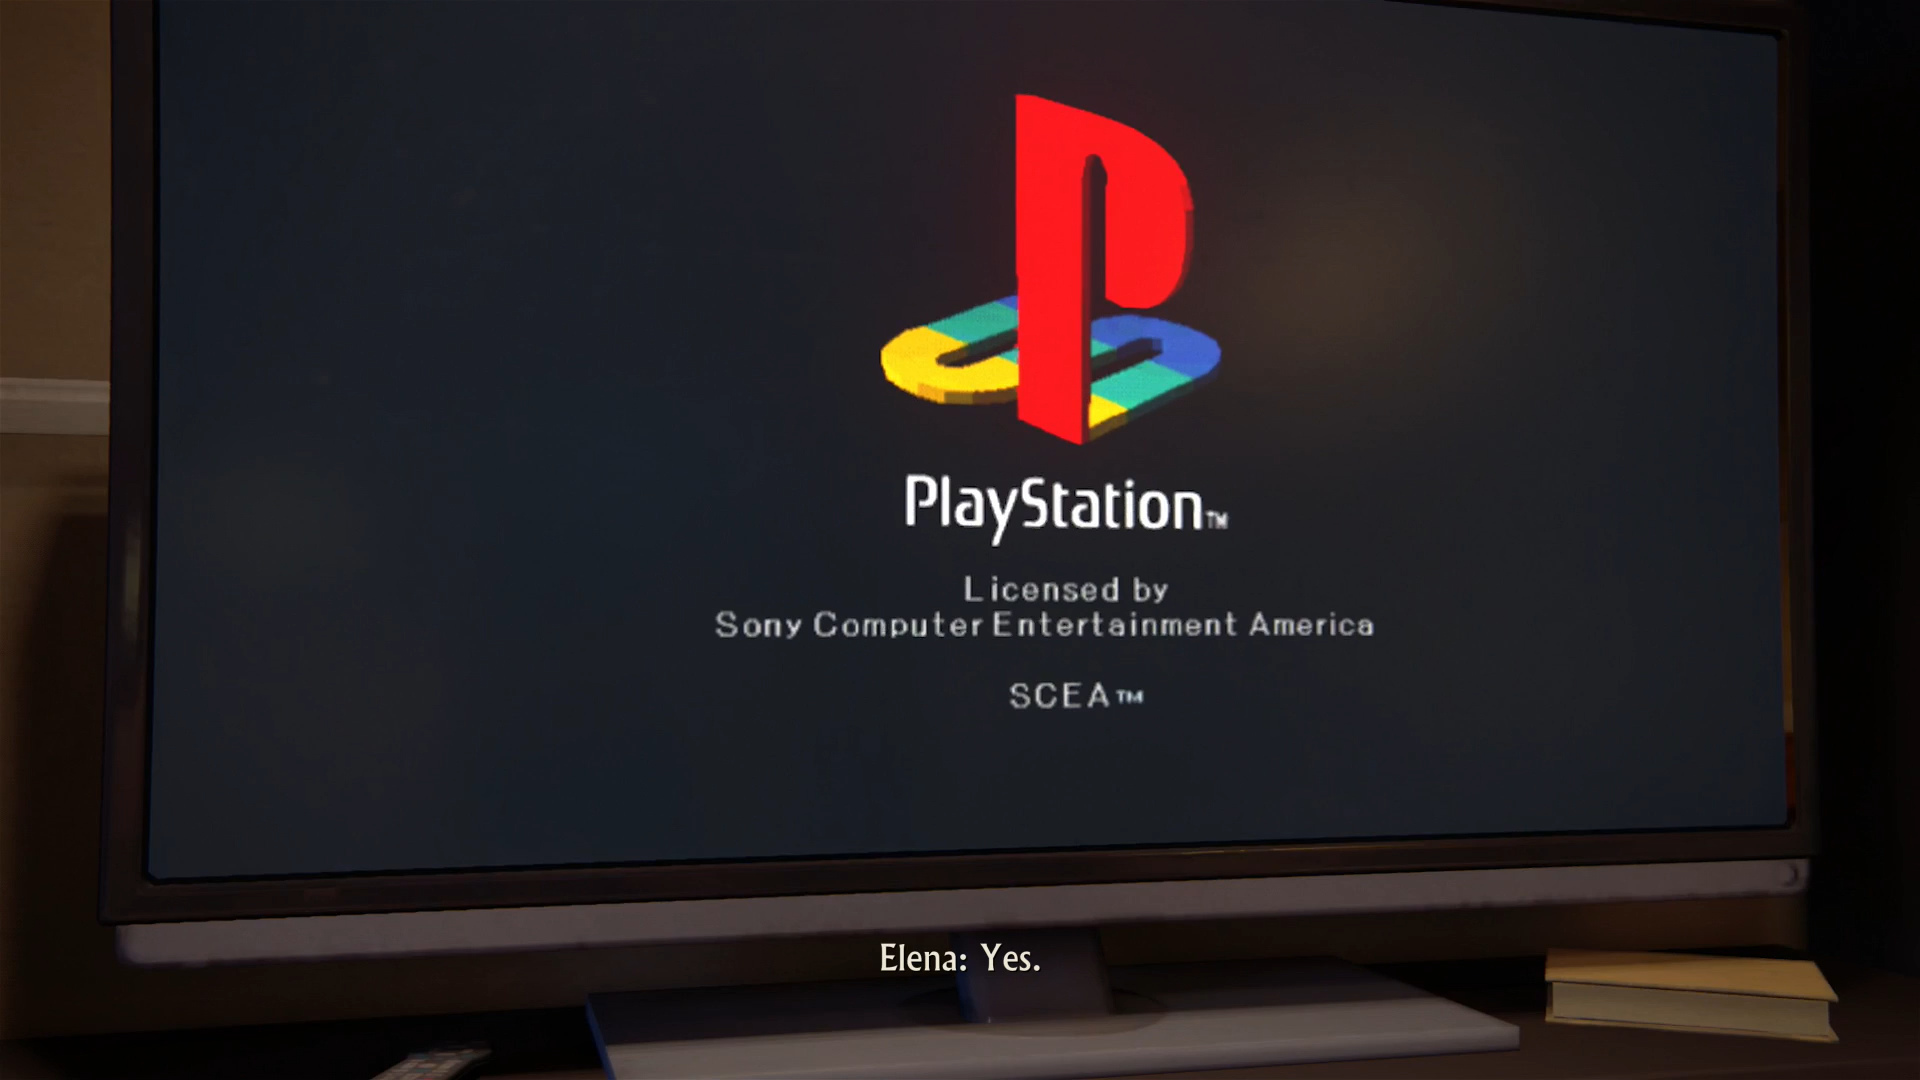 PlayStation™
Licensed by
Sony Computer Entertainment America
SCEA™
Elena: Yes.